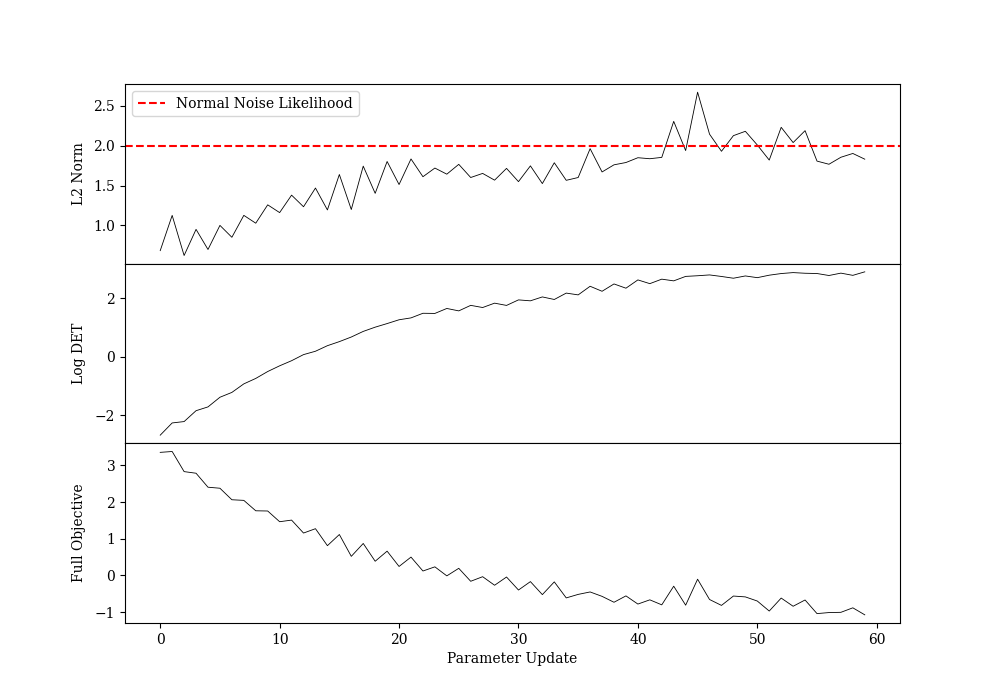 2.5
2.0
1.5
1.0
L2 Norm
Normal Noise Likelihood
2
0
−2
Log DET
3
2
1
0
−1
Full Objective
0 10 20 30 40 50 60
Parameter Update